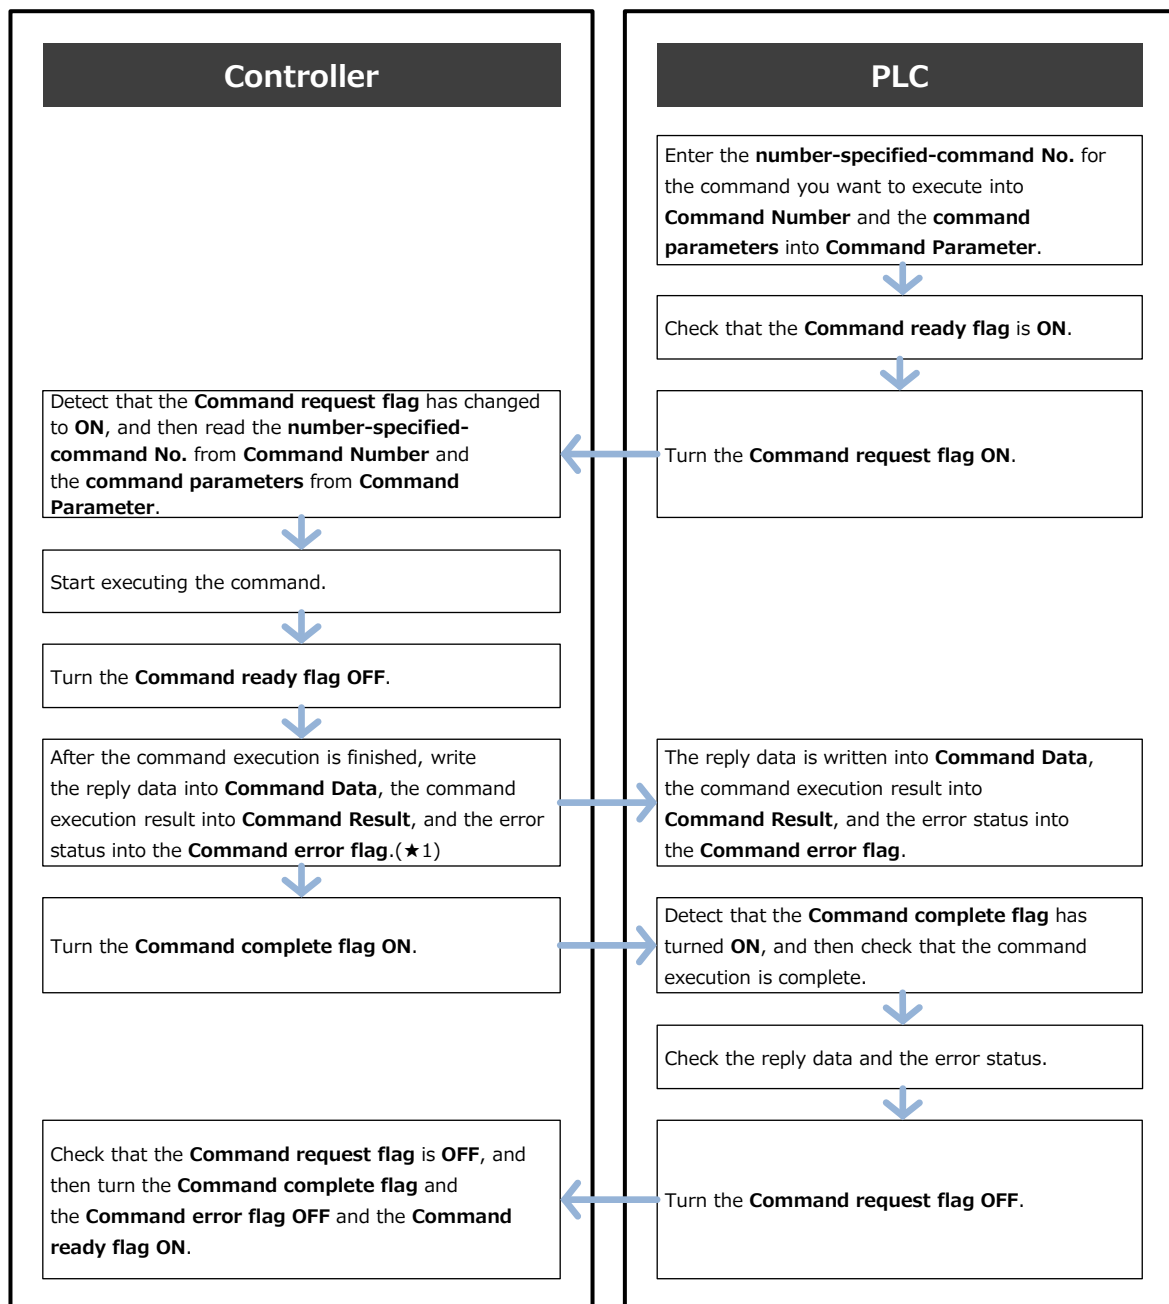 Controller
PLC
Enter the number-specified-command No. for
the command you want to execute into
Command Number and the command
parameters into Command Parameter.
Check that the Command ready flag is ON.
Detect that the Command request flag has changed
to ON, and then read the number-specified-
command No. from Command Number and
the command parameters from Command
Parameter.
Turn the Command request flag ON.
Start executing the command.
Turn the Command ready flag OFF.
After the command execution is finished, write
the reply data into Command Data, the command
execution result into Command Result, and the error
status into the Command error flag.(★1)
The reply data is written into Command Data,
the command execution result into
Command Result, and the error status into
the Command error flag.
Turn the Command complete flag ON.
Detect that the Command complete flag has
turned ON, and then check that the command
execution is complete.
Check the reply data and the error status.
Check that the Command request flag is OFF, and
then turn the Command complete flag and
the Command error flag OFF and the Command
ready flag ON.
Turn the Command request flag OFF.